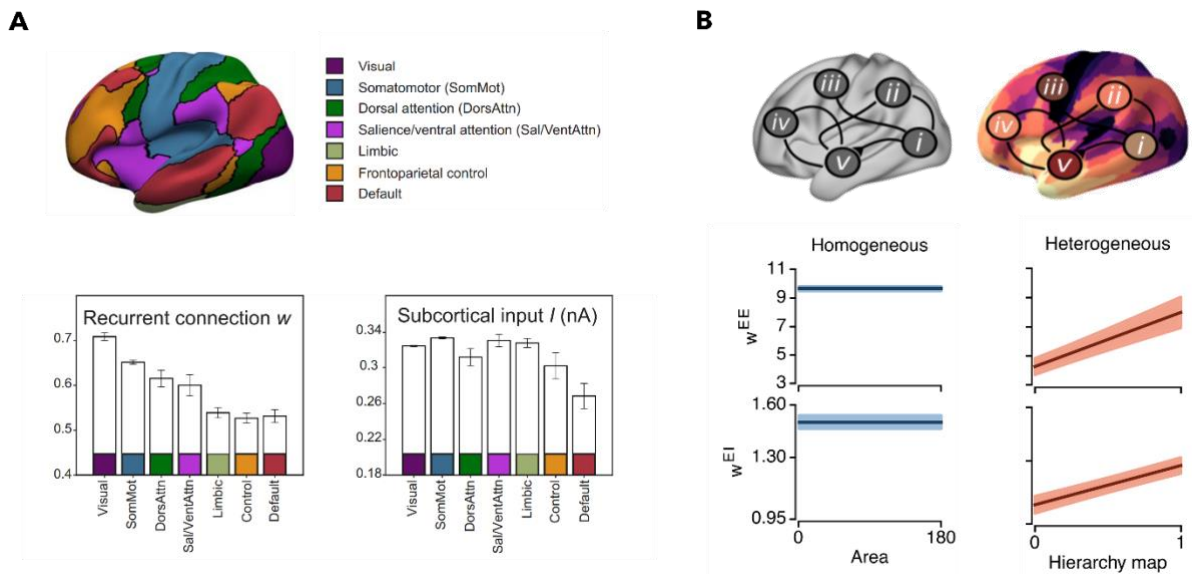 A
Visual
Somatomotor (SomMot)
Dorsal attention (DorsAttn)
Salience/ventral attention (Sal/VentAttn)
Limbic
Frontoparietal control
Default
Recurrent connection w
0.7
0.6
0.5
0.4
Visual
SomMot
DorsAttn
Sal/VentAttn
Limbic
Control
Default
Subcortical input I (nA)
0.34
0.3
0.26
0.22
0.18
Visual
SomMot
DorsAttn
Sal/VentAttn
Limbic
Control
Default
B
iii
ii
iv
i
v
iii
ii
iv
i
v
Homogeneous
Heterogeneous
wEE
11
9
7
5
3
wEI
1.60
1.30
0.95
0
180
Area
0
1
Hierarchy map